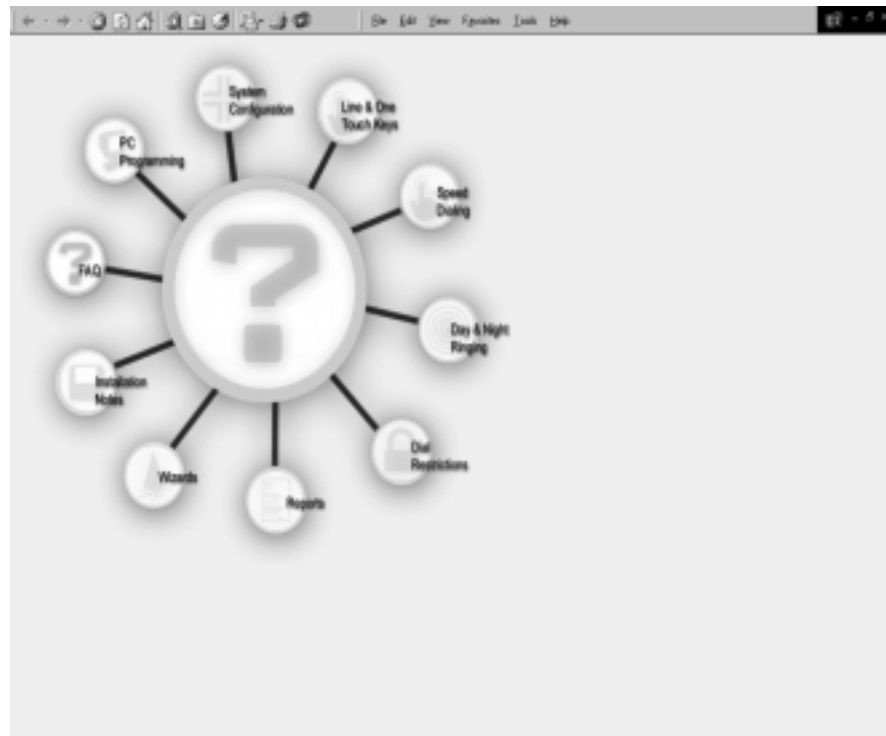 File Edit View Favorites Tools Help
System
Configuration
Line & One
Touch Keys
PC
Programming
Speed
Dialing
FAQ
Day & Night
Ringing
Installation
Notes
Dial
Restrictions
Wizards
Reports